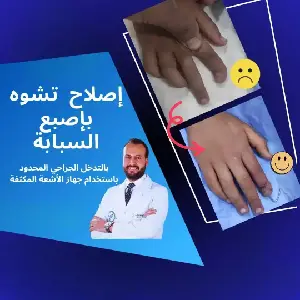 إصلاح تشوه
بإصبع
السبابة
بالتدخل الجراحي المحدود
باستخدام جهاز الأشعة المكثفة